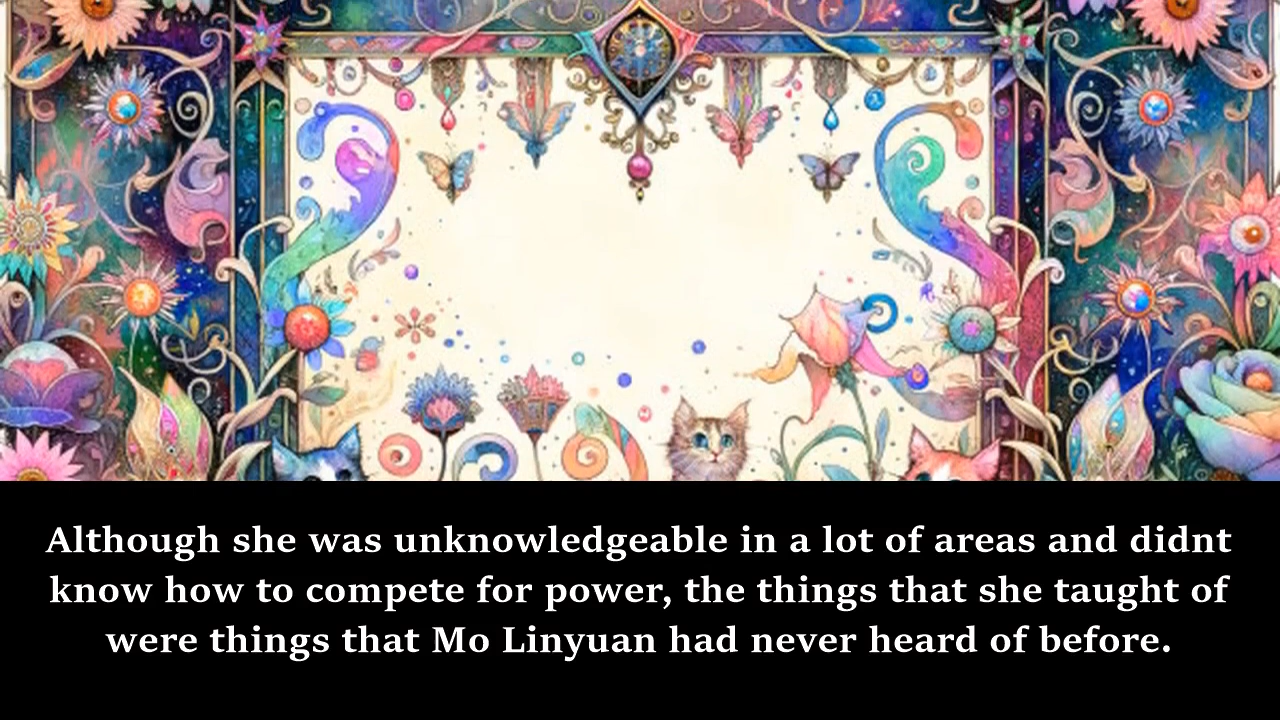 Although she was unknowledgeable in a lot of areas and didnt
know how to compete for power, the things that she taught of
were things that Mo Linyuan had never heard of before.